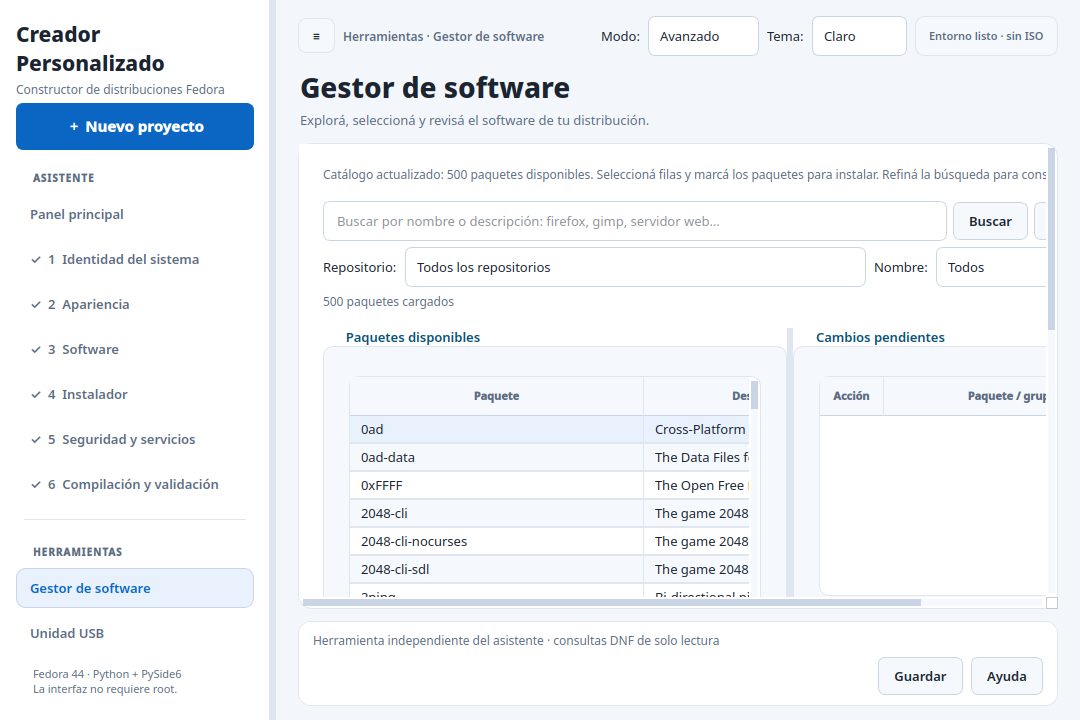 Creador
Personalizado
Constructor de distribuciones Fedora
+ Nuevo proyecto
ASISTENTE
Panel principal
✓ 1 Identidad del sistema
✓ 2 Apariencia
✓ 3 Software
✓ 4 Instalador
✓ 5 Seguridad y servicios
✓ 6 Compilación y validación
HERRAMIENTAS
Gestor de software
Unidad USB
Fedora 44 · Python + PySide6
La interfaz no requiere root.
≡ Herramientas · Gestor de software Modo: Avanzado Tema: Claro Entorno listo · sin ISO
Gestor de software
Explorá, seleccioná y revisá el software de tu distribución.
Catálogo actualizado: 500 paquetes disponibles. Seleccioná filas y marcá los paquetes para instalar. Refiná la búsqueda para cons
Buscar por nombre o descripción: firefox, gimp, servidor web... Buscar
Repositorio: Todos los repositorios Nombre: Todos
500 paquetes cargados
Paquetes disponibles
Paquete Des
0ad Cross-Platform
0ad-data The Data Files f
0xFFFF The Open Free
2048-cli The game 2048
2048-cli-nocurses The game 2048
2048-cli-sdl The game 2048
2ping Bi-directional pi
Cambios pendientes
Acción Paquete / grup
Herramienta independiente del asistente · consultas DNF de solo lectura
Guardar Ayuda